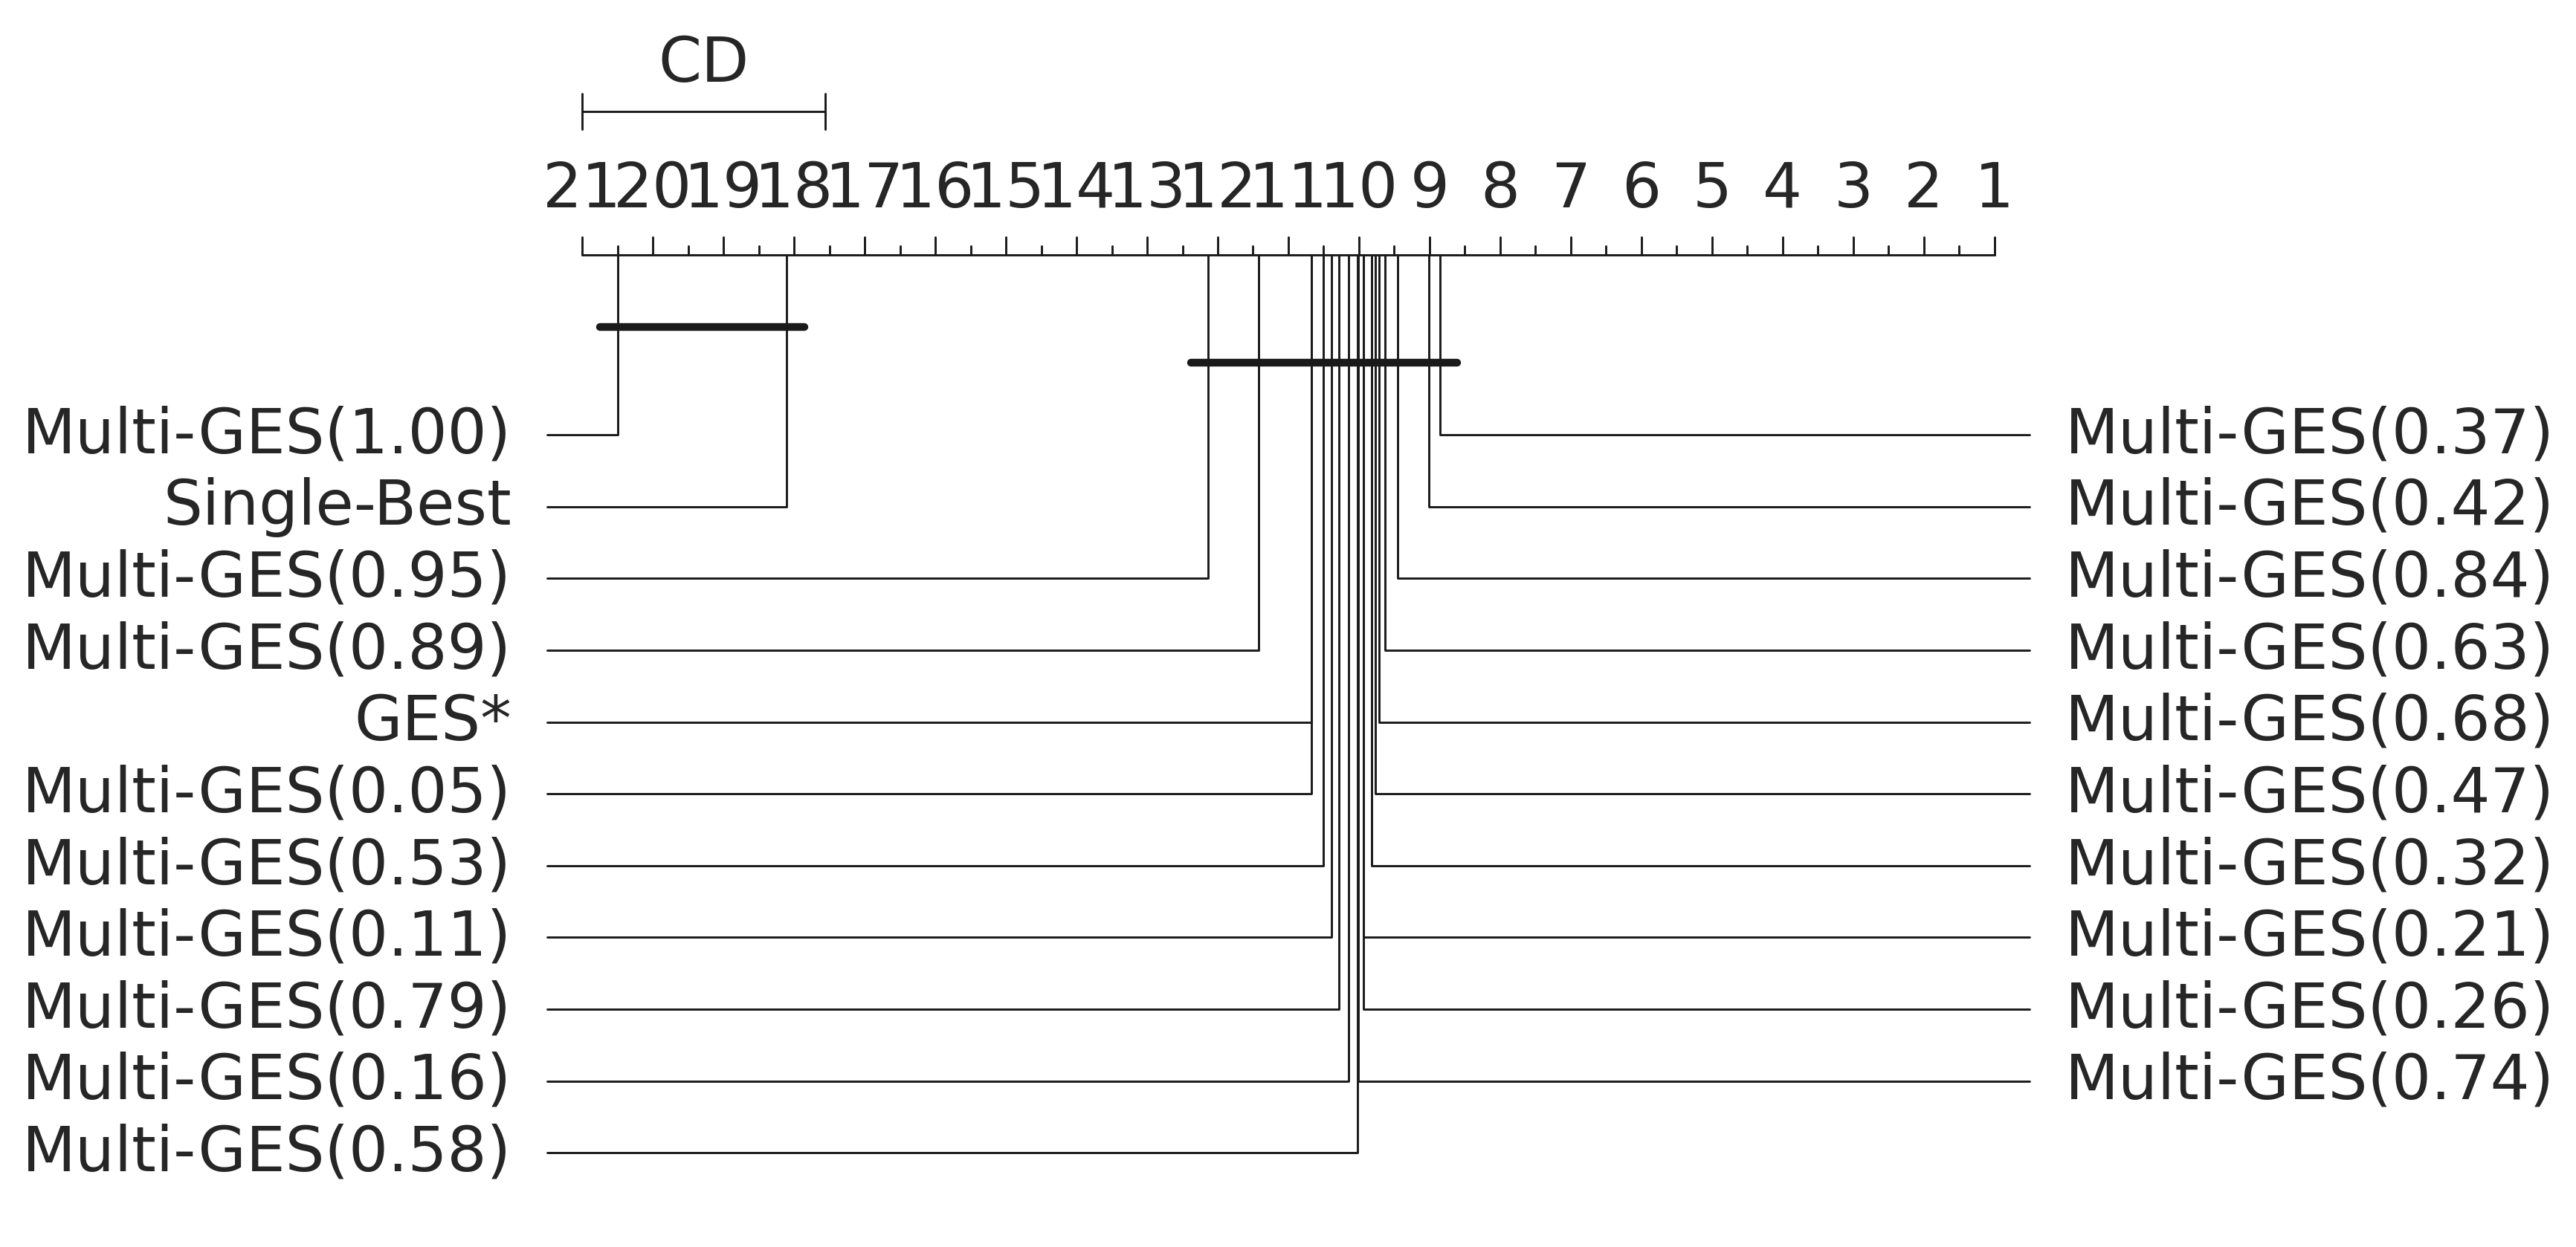 CD
21 20 19 18 17 16 15 14 13 12 11 10 9 8 7 6 5 4 3 2 1
Multi-GES(1.00)
Single-Best
Multi-GES(0.95)
Multi-GES(0.89)
GES*
Multi-GES(0.05)
Multi-GES(0.53)
Multi-GES(0.11)
Multi-GES(0.79)
Multi-GES(0.16)
Multi-GES(0.58)
Multi-GES(0.37)
Multi-GES(0.42)
Multi-GES(0.84)
Multi-GES(0.63)
Multi-GES(0.68)
Multi-GES(0.47)
Multi-GES(0.32)
Multi-GES(0.21)
Multi-GES(0.26)
Multi-GES(0.74)